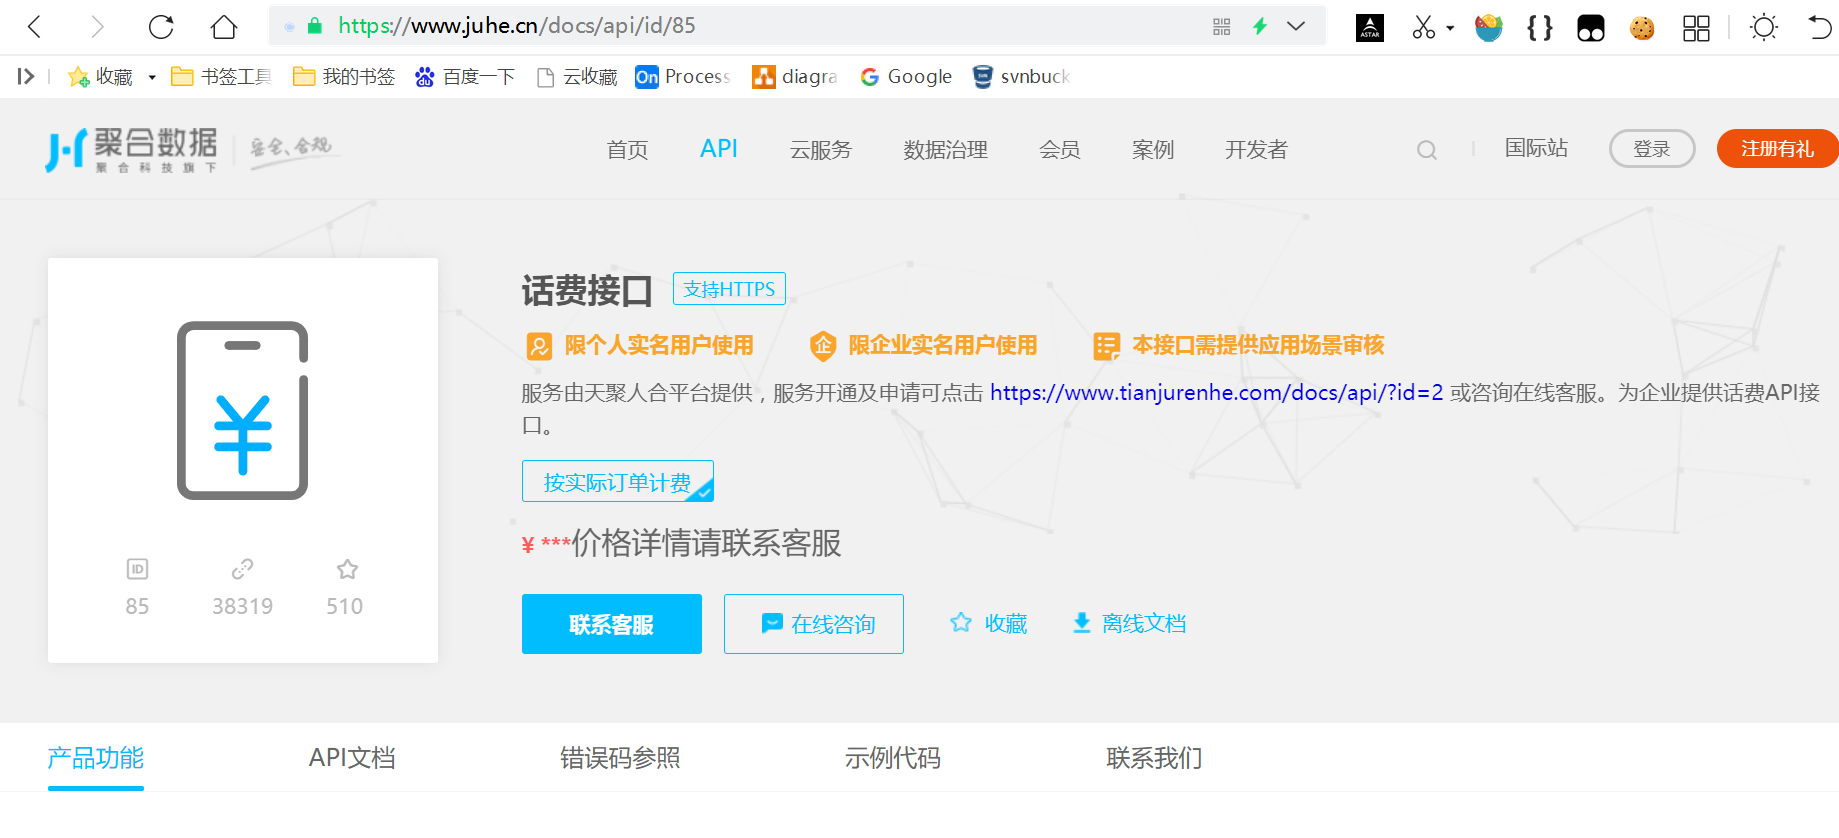 https://www.juhe.cn/docs/api/id/85
ASTAR
收藏 书签工具 我的书签 百度一下 云收藏 On Process diagra Google svnbuck
聚合数据
聚合科技旗下
安全、合规
首页 API 云服务 数据治理 会员 案例 开发者 国际站 登录 注册有礼
话费接口 支持HTTPS
限个人实名用户使用 企 限企业实名用户使用 本接口需提供应用场景审核
服务由天聚人合平台提供，服务开通及申请可点击 https://www.tianjurenhe.com/docs/api/?id=2 或咨询在线客服。为企业提供话费API接
口。
按实际订单计费
¥ ***价格详情请联系客服
ID
85 38319 510
联系客服 在线咨询 收藏 离线文档
产品功能 API文档 错误码参照 示例代码 联系我们